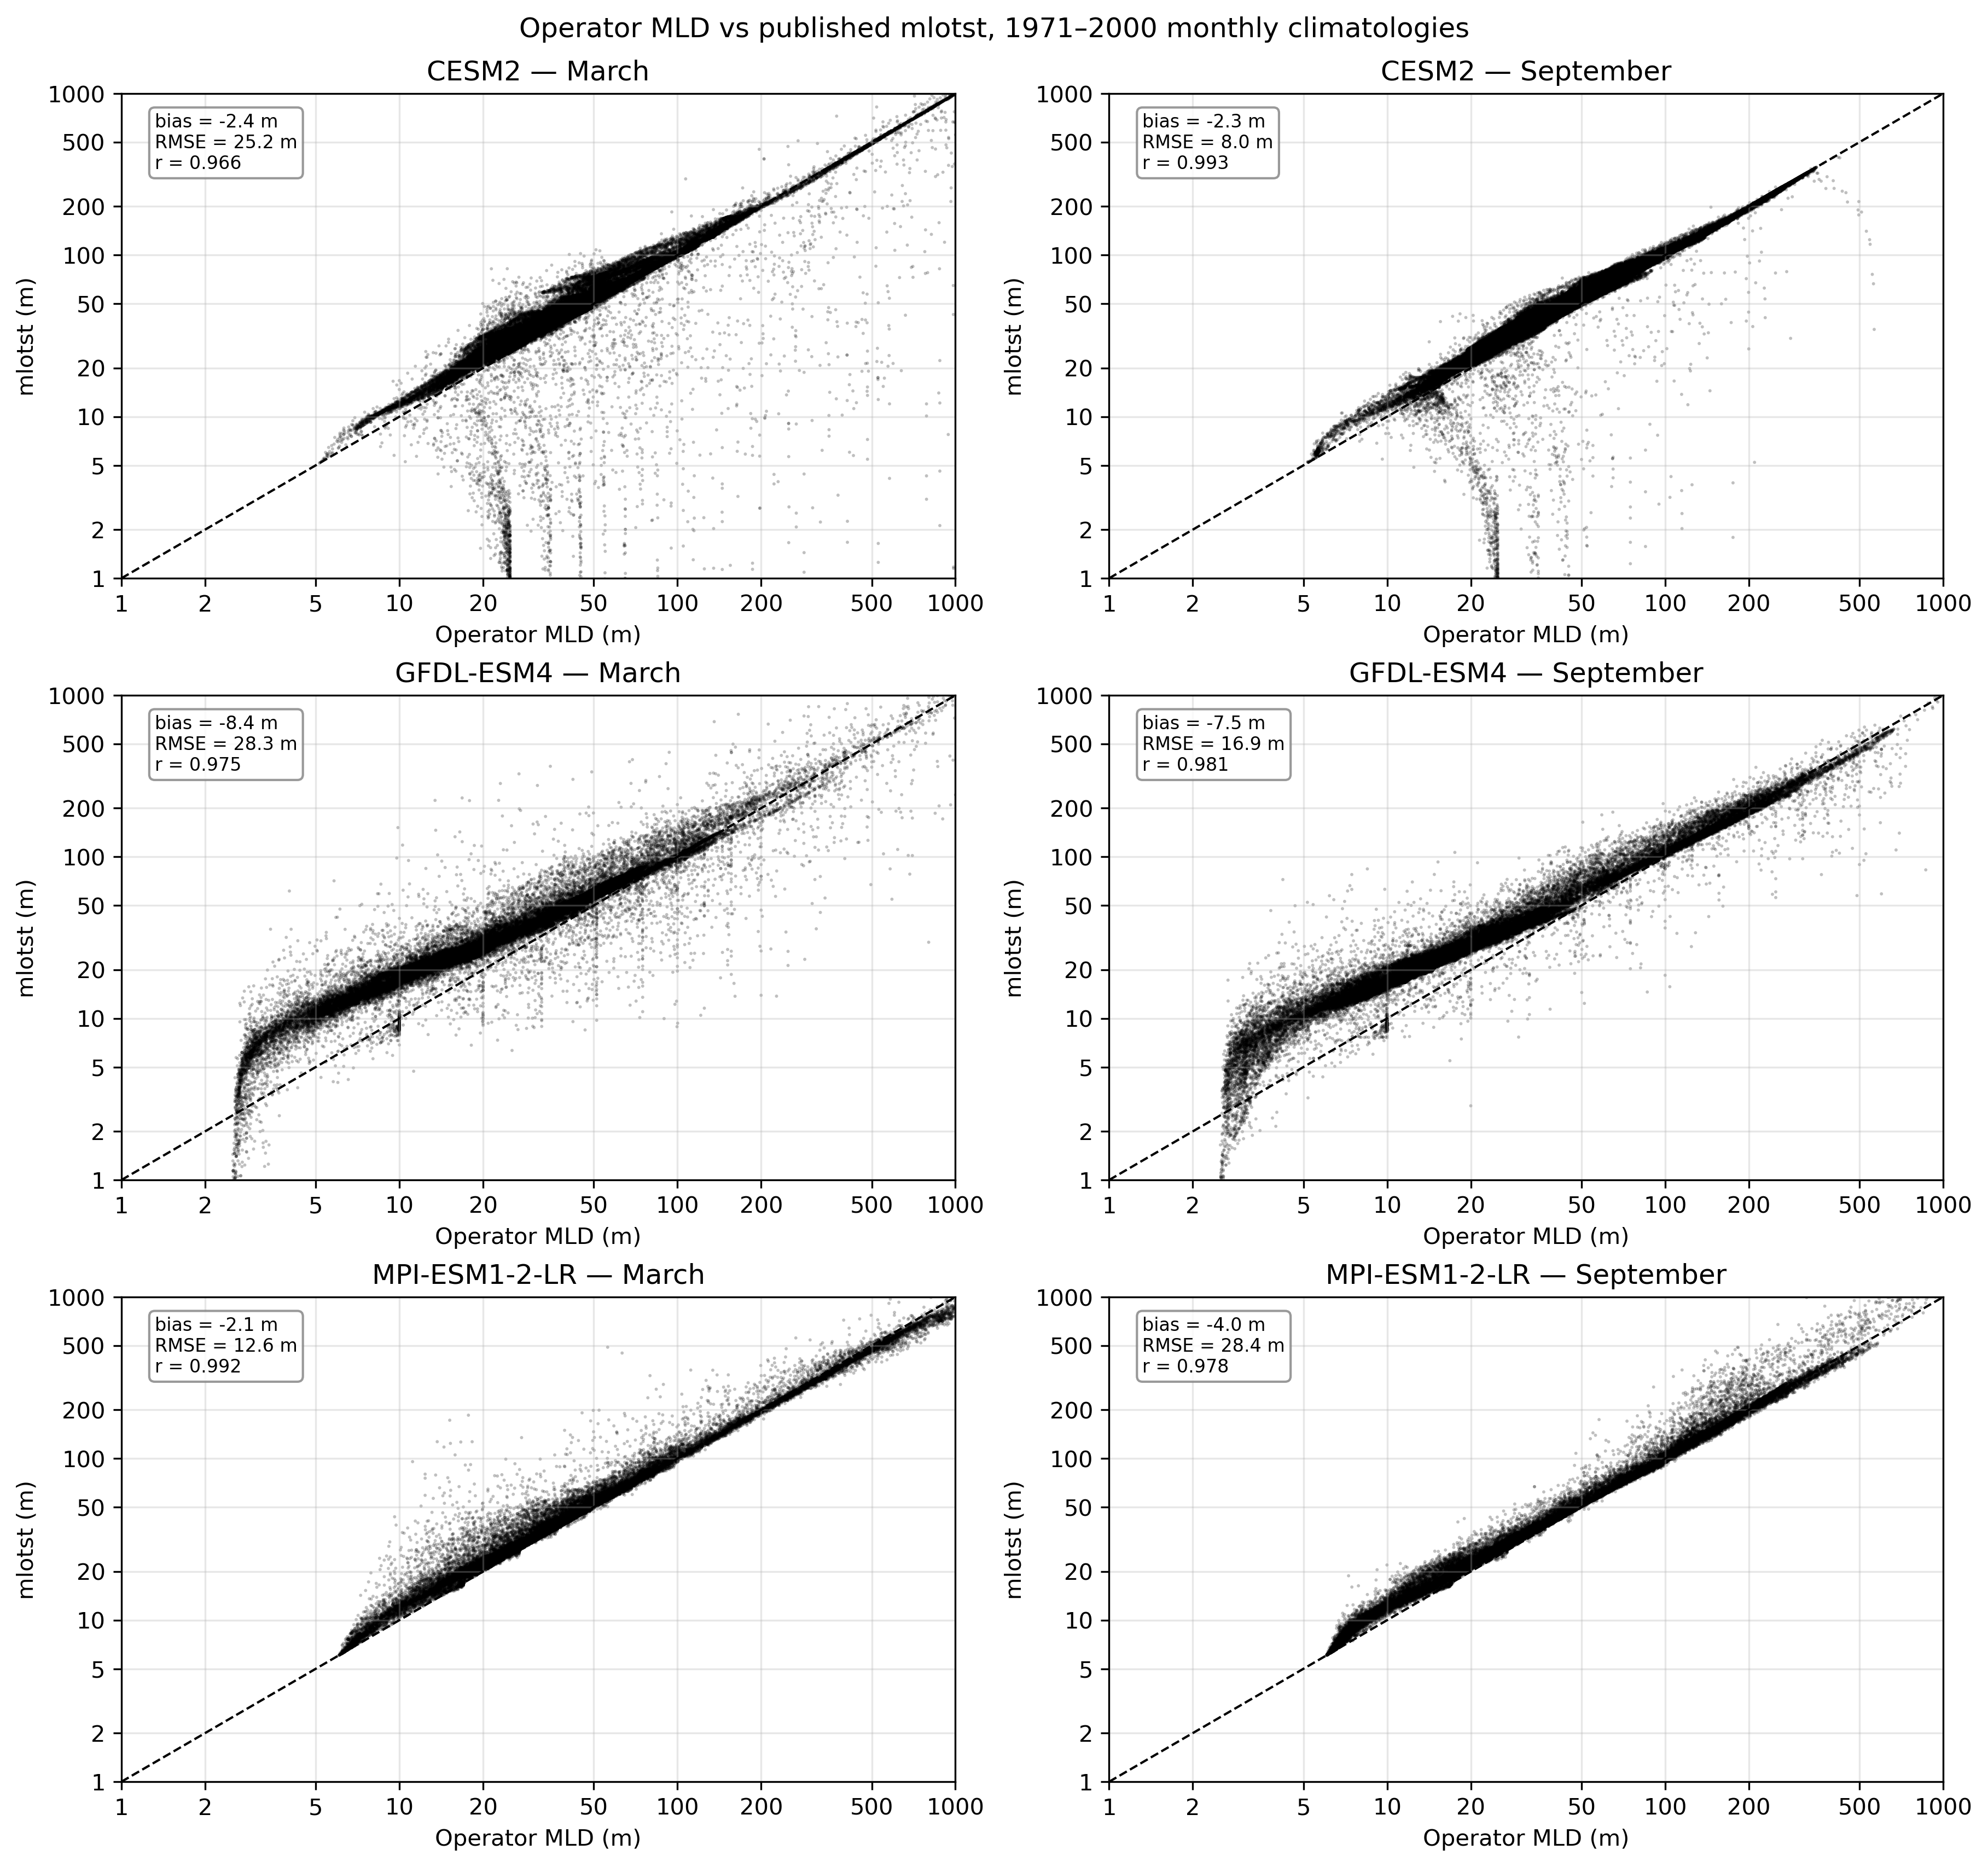 Operator MLD vs published mlotst, 1971–2000 monthly climatologies
CESM2 — March
bias = -2.4 m
RMSE = 25.2 m
r = 0.966
1000
500
200
100
50
20
10
5
2
1
mlotst (m)
1 2 5 10 20 50 100 200 500 1000
Operator MLD (m)
CESM2 — September
bias = -2.3 m
RMSE = 8.0 m
r = 0.993
1000
500
200
100
50
20
10
5
2
1
mlotst (m)
1 2 5 10 20 50 100 200 500 1000
Operator MLD (m)
GFDL-ESM4 — March
bias = -8.4 m
RMSE = 28.3 m
r = 0.975
1000
500
200
100
50
20
10
5
2
1
mlotst (m)
1 2 5 10 20 50 100 200 500 1000
Operator MLD (m)
GFDL-ESM4 — September
bias = -7.5 m
RMSE = 16.9 m
r = 0.981
1000
500
200
100
50
20
10
5
2
1
mlotst (m)
1 2 5 10 20 50 100 200 500 1000
Operator MLD (m)
MPI-ESM1-2-LR — March
bias = -2.1 m
RMSE = 12.6 m
r = 0.992
1000
500
200
100
50
20
10
5
2
1
mlotst (m)
1 2 5 10 20 50 100 200 500 1000
Operator MLD (m)
MPI-ESM1-2-LR — September
bias = -4.0 m
RMSE = 28.4 m
r = 0.978
1000
500
200
100
50
20
10
5
2
1
mlotst (m)
1 2 5 10 20 50 100 200 500 1000
Operator MLD (m)